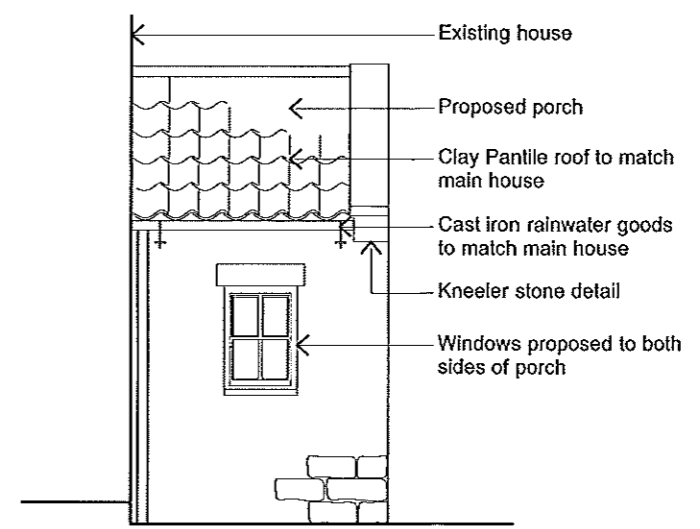 Existing house
Proposed porch
Clay Pantile roof to match
main house
Cast iron rainwater goods
to match main house
Kneeler stone detail
Windows proposed to both
sides of porch